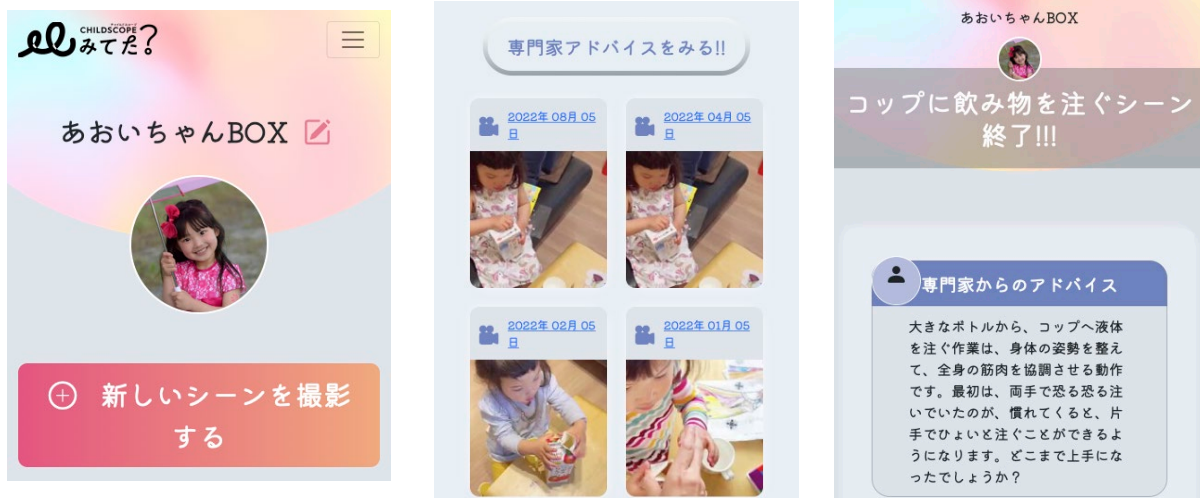 CHILDSCOPE
みてた?
あおいちゃんBOX
新しいシーンを撮影
する
専門家アドバイスをみる!!
2022年 08月 05
日
2022年 04月 05
日
2022年 02月 05
日
2022年 01月 05
日
あおいちゃんBOX
コップに飲み物を注ぐシーン
終了!!!
専門家からのアドバイス
大きなボトルから、コップへ液体
を注ぐ作業は、身体の姿勢を整え
て、全身の筋肉を協調させる動作
です。最初は、両手で恐る恐る注
いでいたのが、慣れてくると、片
手でひょいと注ぐことができるよ
うになります。どこまで上手にな
ったでしょうか？